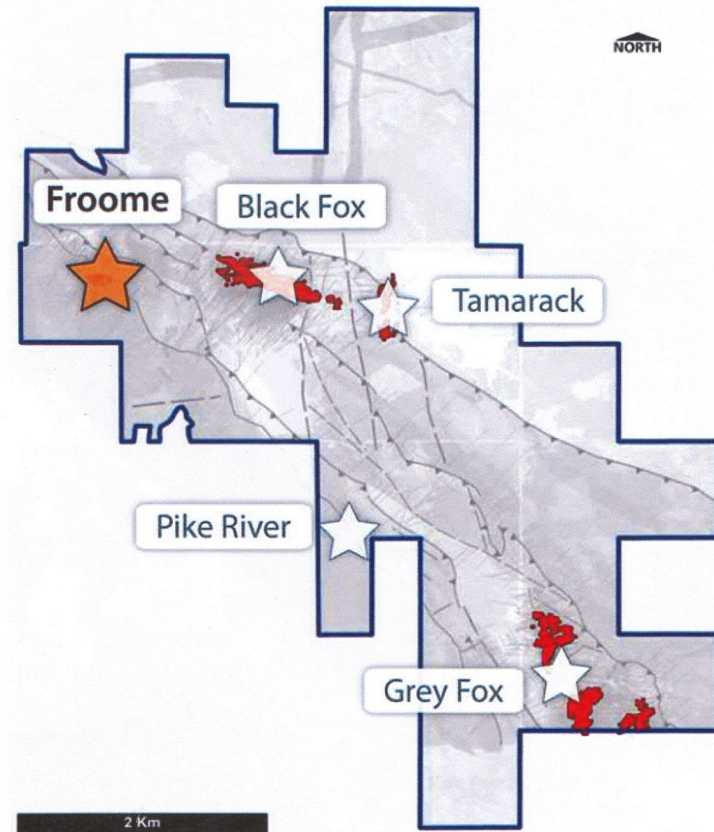 NORTH
Froome
Black Fox
Tamarack
Pike River
Grey Fox
2 Km